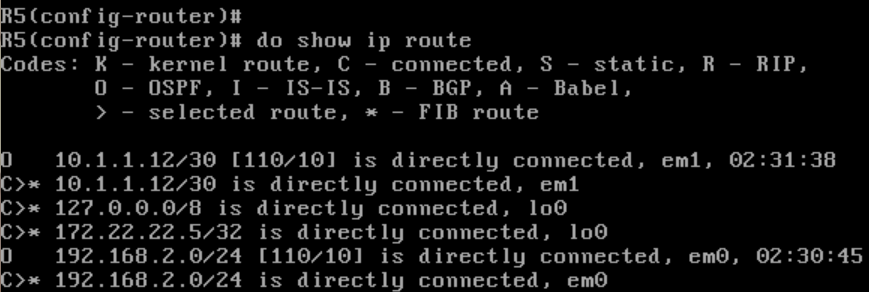 R5(config-router)#
R5(config-router)# do show ip route
Codes: K - kernel route, C - connected, S - static, R - RIP,
       O - OSPF, I - IS-IS, B - BGP, A - Babel,
       > - selected route, * - FIB route

O   10.1.1.12/30 [110/10] is directly connected, em1, 02:31:38
C>* 10.1.1.12/30 is directly connected, em1
C>* 127.0.0.0/8 is directly connected, lo0
C>* 172.22.22.5/32 is directly connected, lo0
O   192.168.2.0/24 [110/10] is directly connected, em0, 02:30:45
C>* 192.168.2.0/24 is directly connected, em0